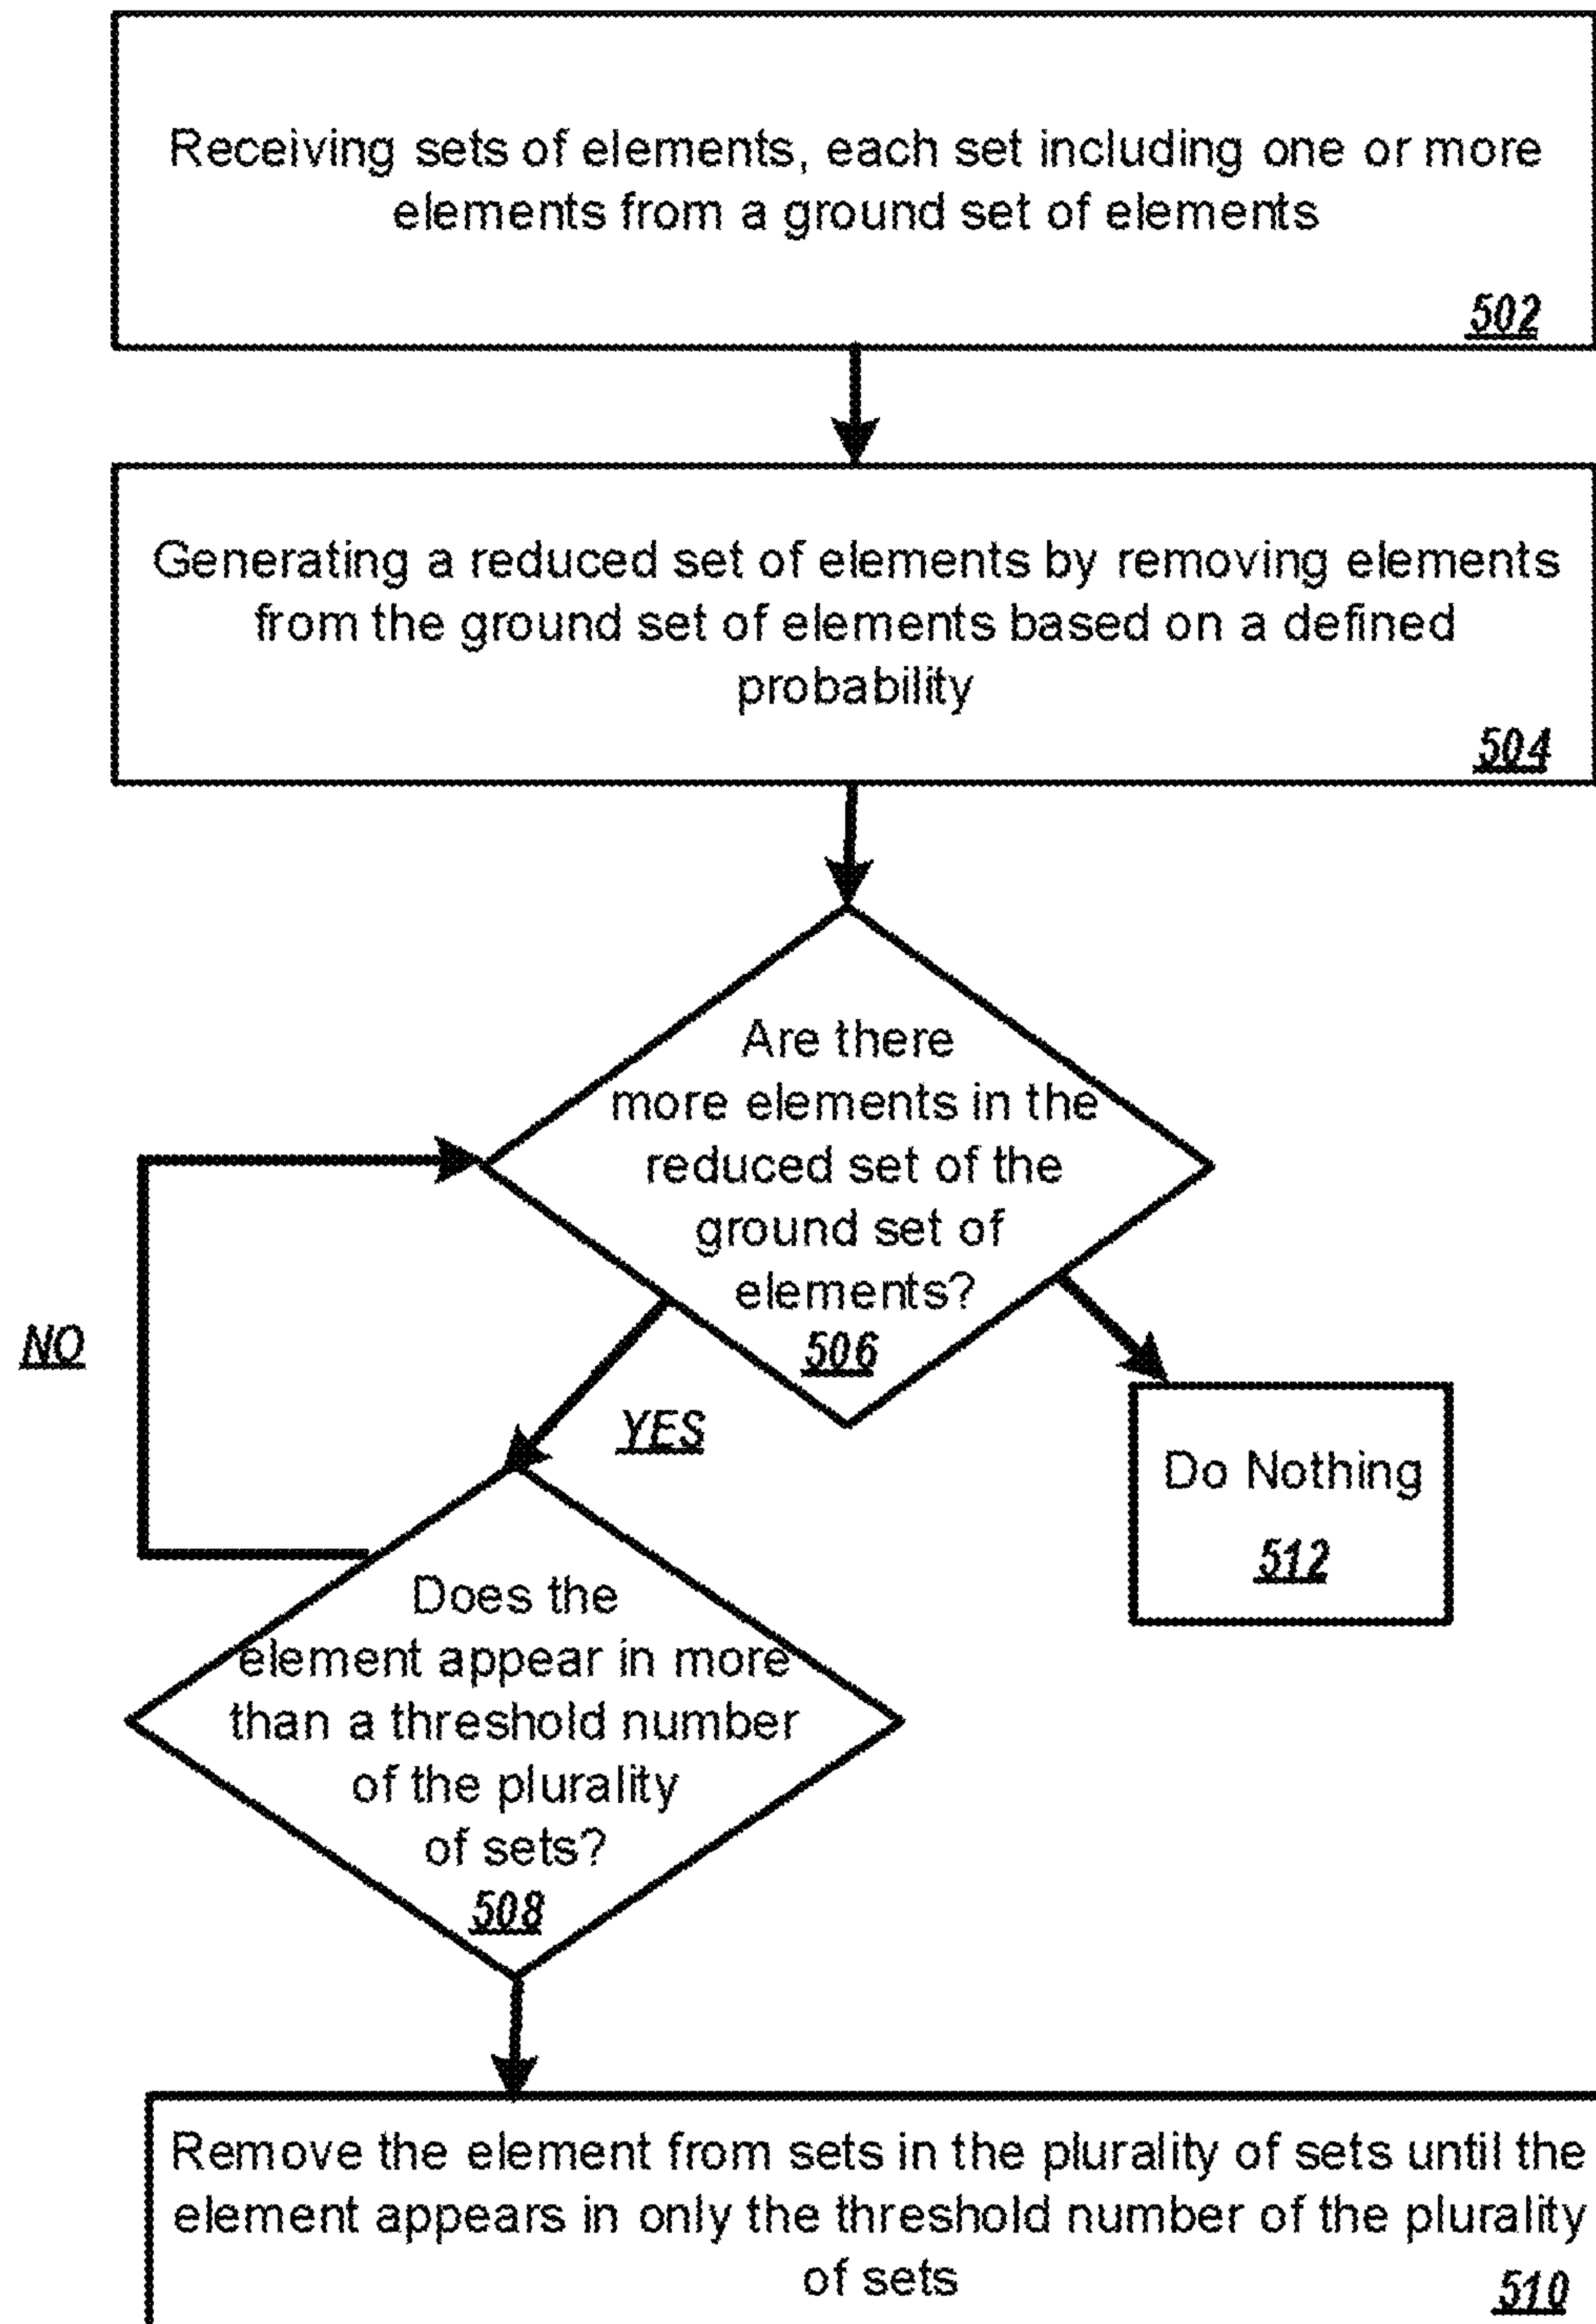 Receiving sets of elements, each set including one or more
elements from a ground set of elements
502
Generating a reduced set of elements by removing elements
from the ground set of elements based on a defined
probability
504
Are there
more elements in the
reduced set of the
ground set of
elements?
506
NO
YES
Do Nothing
512
Does the
element appear in more
than a threshold number
of the plurality
of sets?
508
Remove the element from sets in the plurality of sets until the
element appears in only the threshold number of the plurality
of sets
510